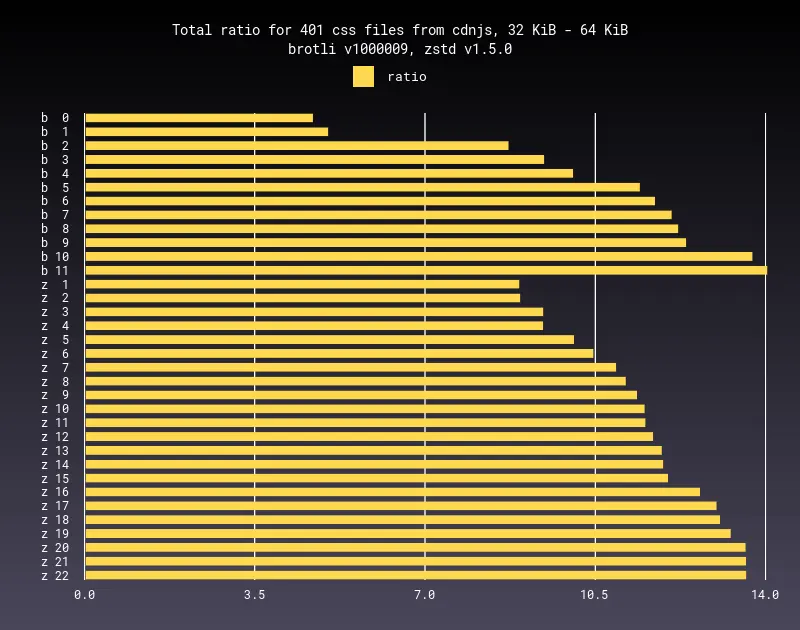 Total ratio for 401 css files from cdnjs, 32 KiB - 64 KiB
brotli v1000009, zstd v1.5.0
ratio
b 0
b 1
b 2
b 3
b 4
b 5
b 6
b 7
b 8
b 9
b 10
b 11
z 1
z 2
z 3
z 4
z 5
z 6
z 7
z 8
z 9
z 10
z 11
z 12
z 13
z 14
z 15
z 16
z 17
z 18
z 19
z 20
z 21
z 22
0.0 3.5 7.0 10.5 14.0